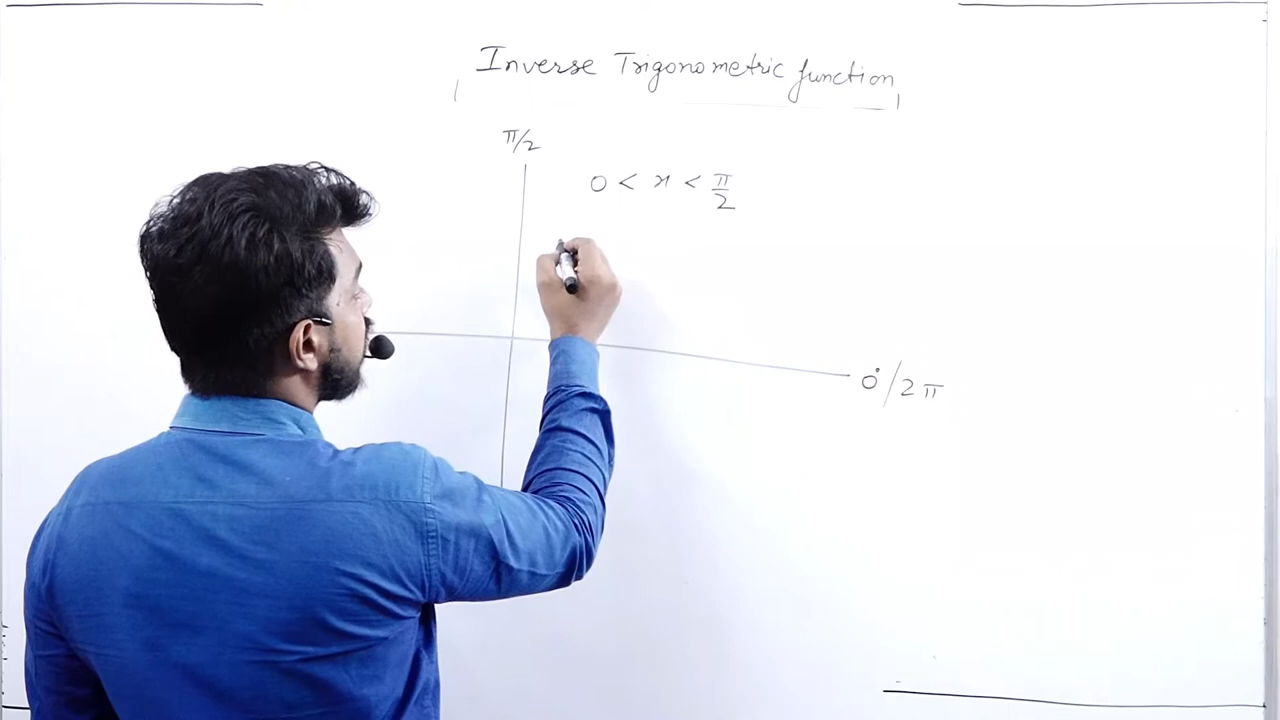 Inverse Trigonometric function
π/2
0 < x < π/2
0°/2π